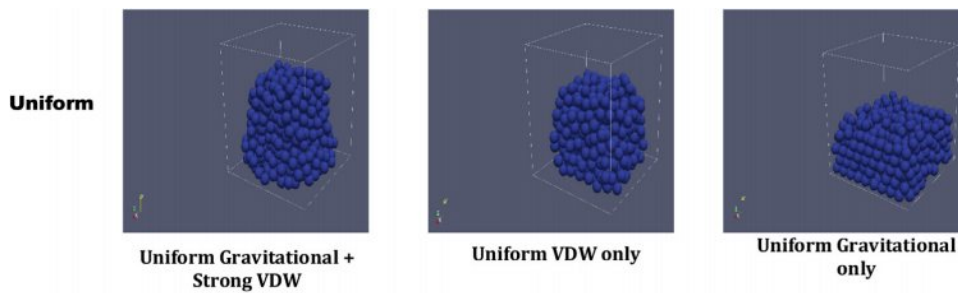 Uniform
Uniform Gravitational +
Strong VDW
Uniform VDW only
Uniform Gravitational
only